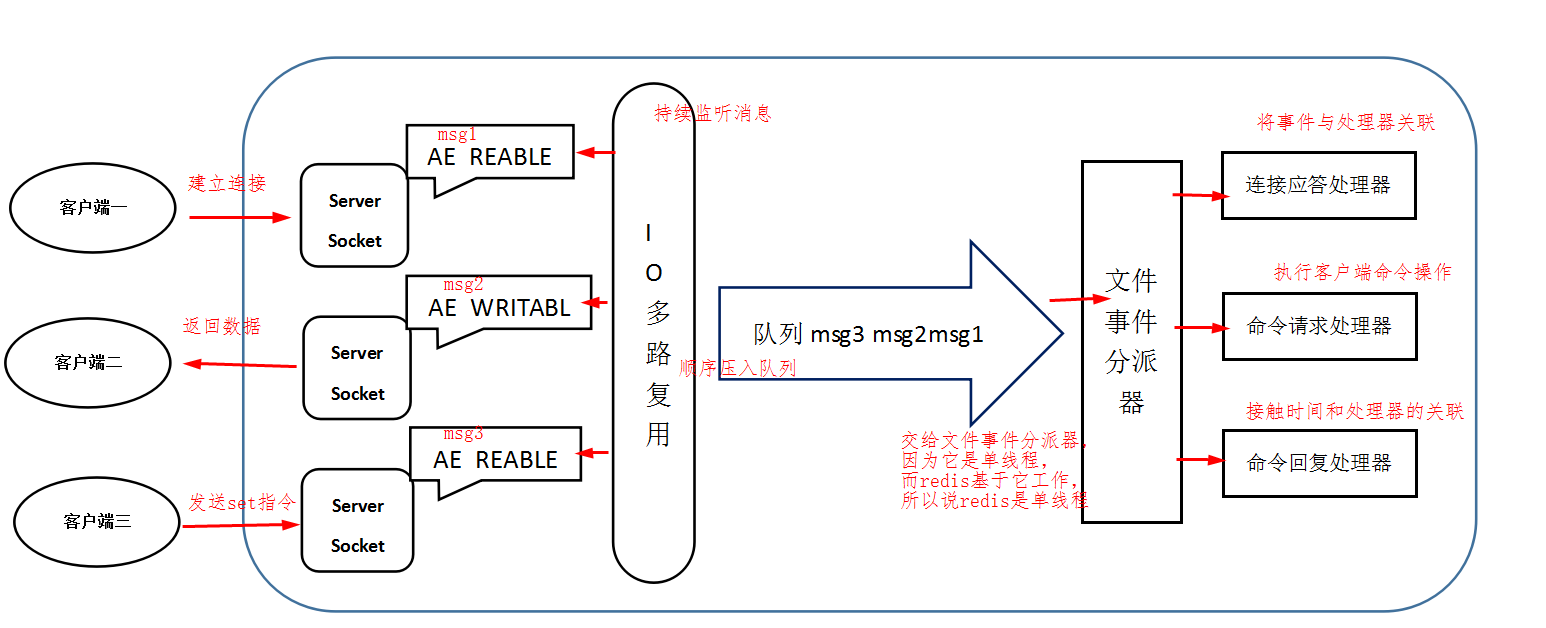 客户端一
建立连接
Server
Socket
msg1
AE REABLE
客户端二
返回数据
Server
Socket
msg2
AE WRITABL
客户端三
发送set指令
Server
Socket
msg3
AE REABLE
持续监听消息
I
O
多
路
复
用
顺序压入队列
队列 msg3 msg2msg1
交给文件事件分派器,
因为它是单线程,
而redis基于它工作,
所以说redis是单线程
文件
事件
分派
器
将事件与处理器关联
连接应答处理器
执行客户端命令操作
命令请求处理器
接触时间和处理器的关联
命令回复处理器